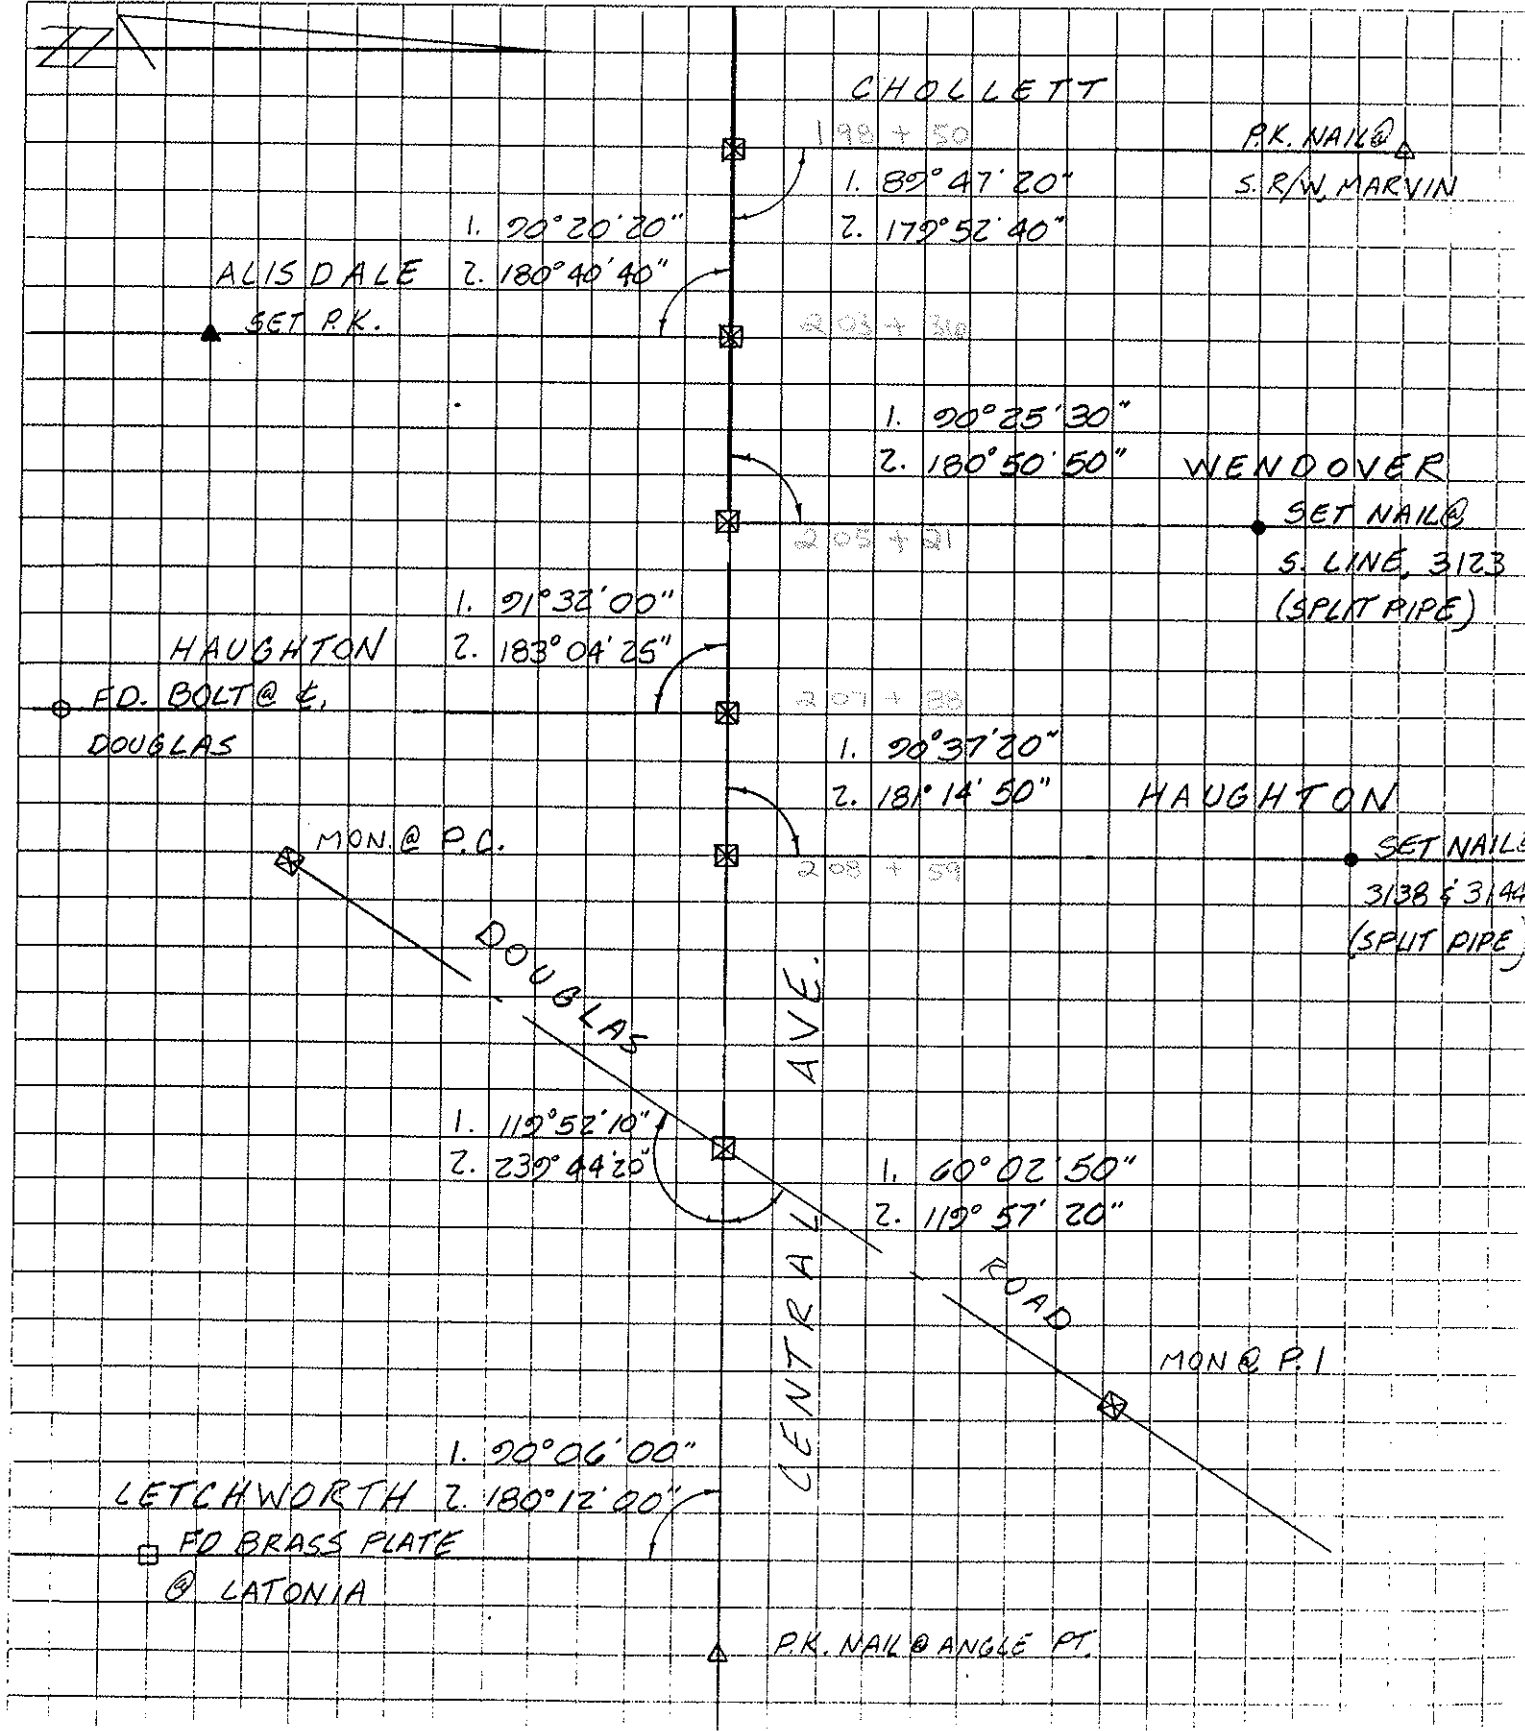 N
CHOLLETT
198 + 50
P.K. NAIL @
S. R/W, MARVIN
1. 89° 47' 20"
2. 179° 52' 40"
1. 90° 20' 20"
ALISDALE 2. 180° 40' 40"
SET P.K.
1. 90° 25' 30"
2. 180° 50' 50" WENDOVER
205 + 21
SET NAIL @
S. LINE, 3123
(SPLIT PIPE)
1. 91° 32' 00"
HAUGHTON 2. 183° 04' 25"
FD. BOLT @ ℄,
DOUGLAS
207 + 38
1. 90° 37' 20"
2. 181° 14' 50" HAUGHTON
208 + 59
SET NAIL @
3138 & 3144
(SPLIT PIPE)
MON. @ P.C.
DOUGLAS
ROAD
CENTRAL AVE.
1. 119° 52' 10"
2. 239° 44' 20"
1. 60° 02' 50"
2. 119° 57' 20"
MON @ P.I
1. 90° 06' 00"
LETCHWORTH 2. 180° 12' 00"
FD BRASS PLATE
@ LATONIA
P.K. NAIL @ ANGLE PT.